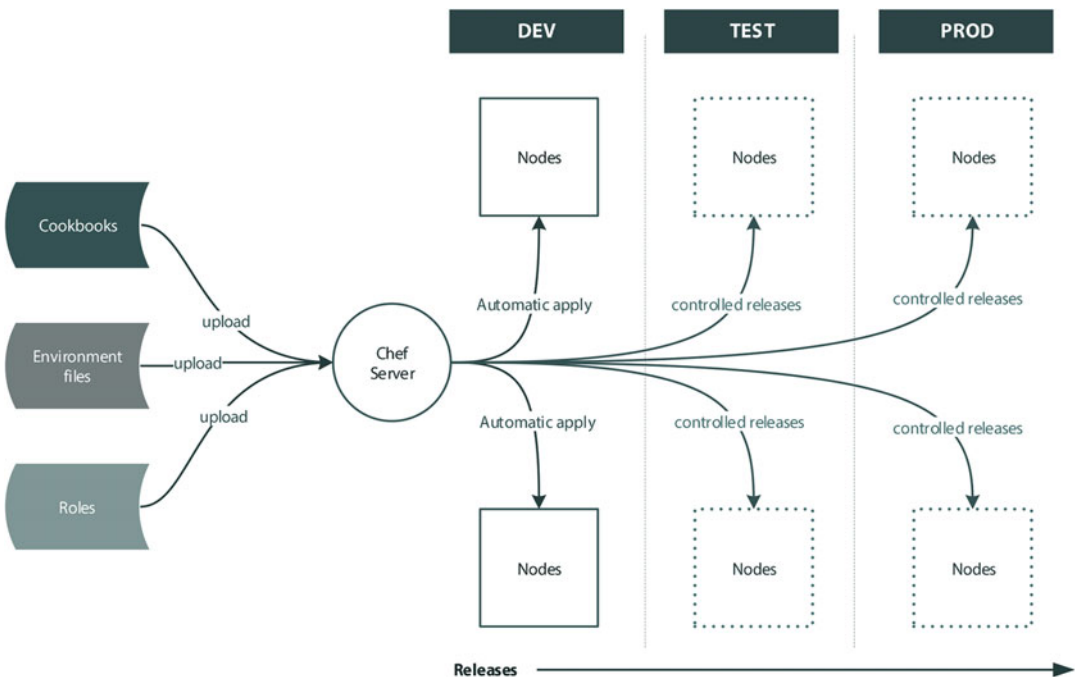 DEV
TEST
PROD
Nodes
Nodes
Nodes
Cookbooks
upload
Automatic apply
controlled releases
controlled releases
Environment
files
upload
Chef
Server
upload
Automatic apply
controlled releases
controlled releases
Roles
Nodes
Nodes
Nodes
Releases